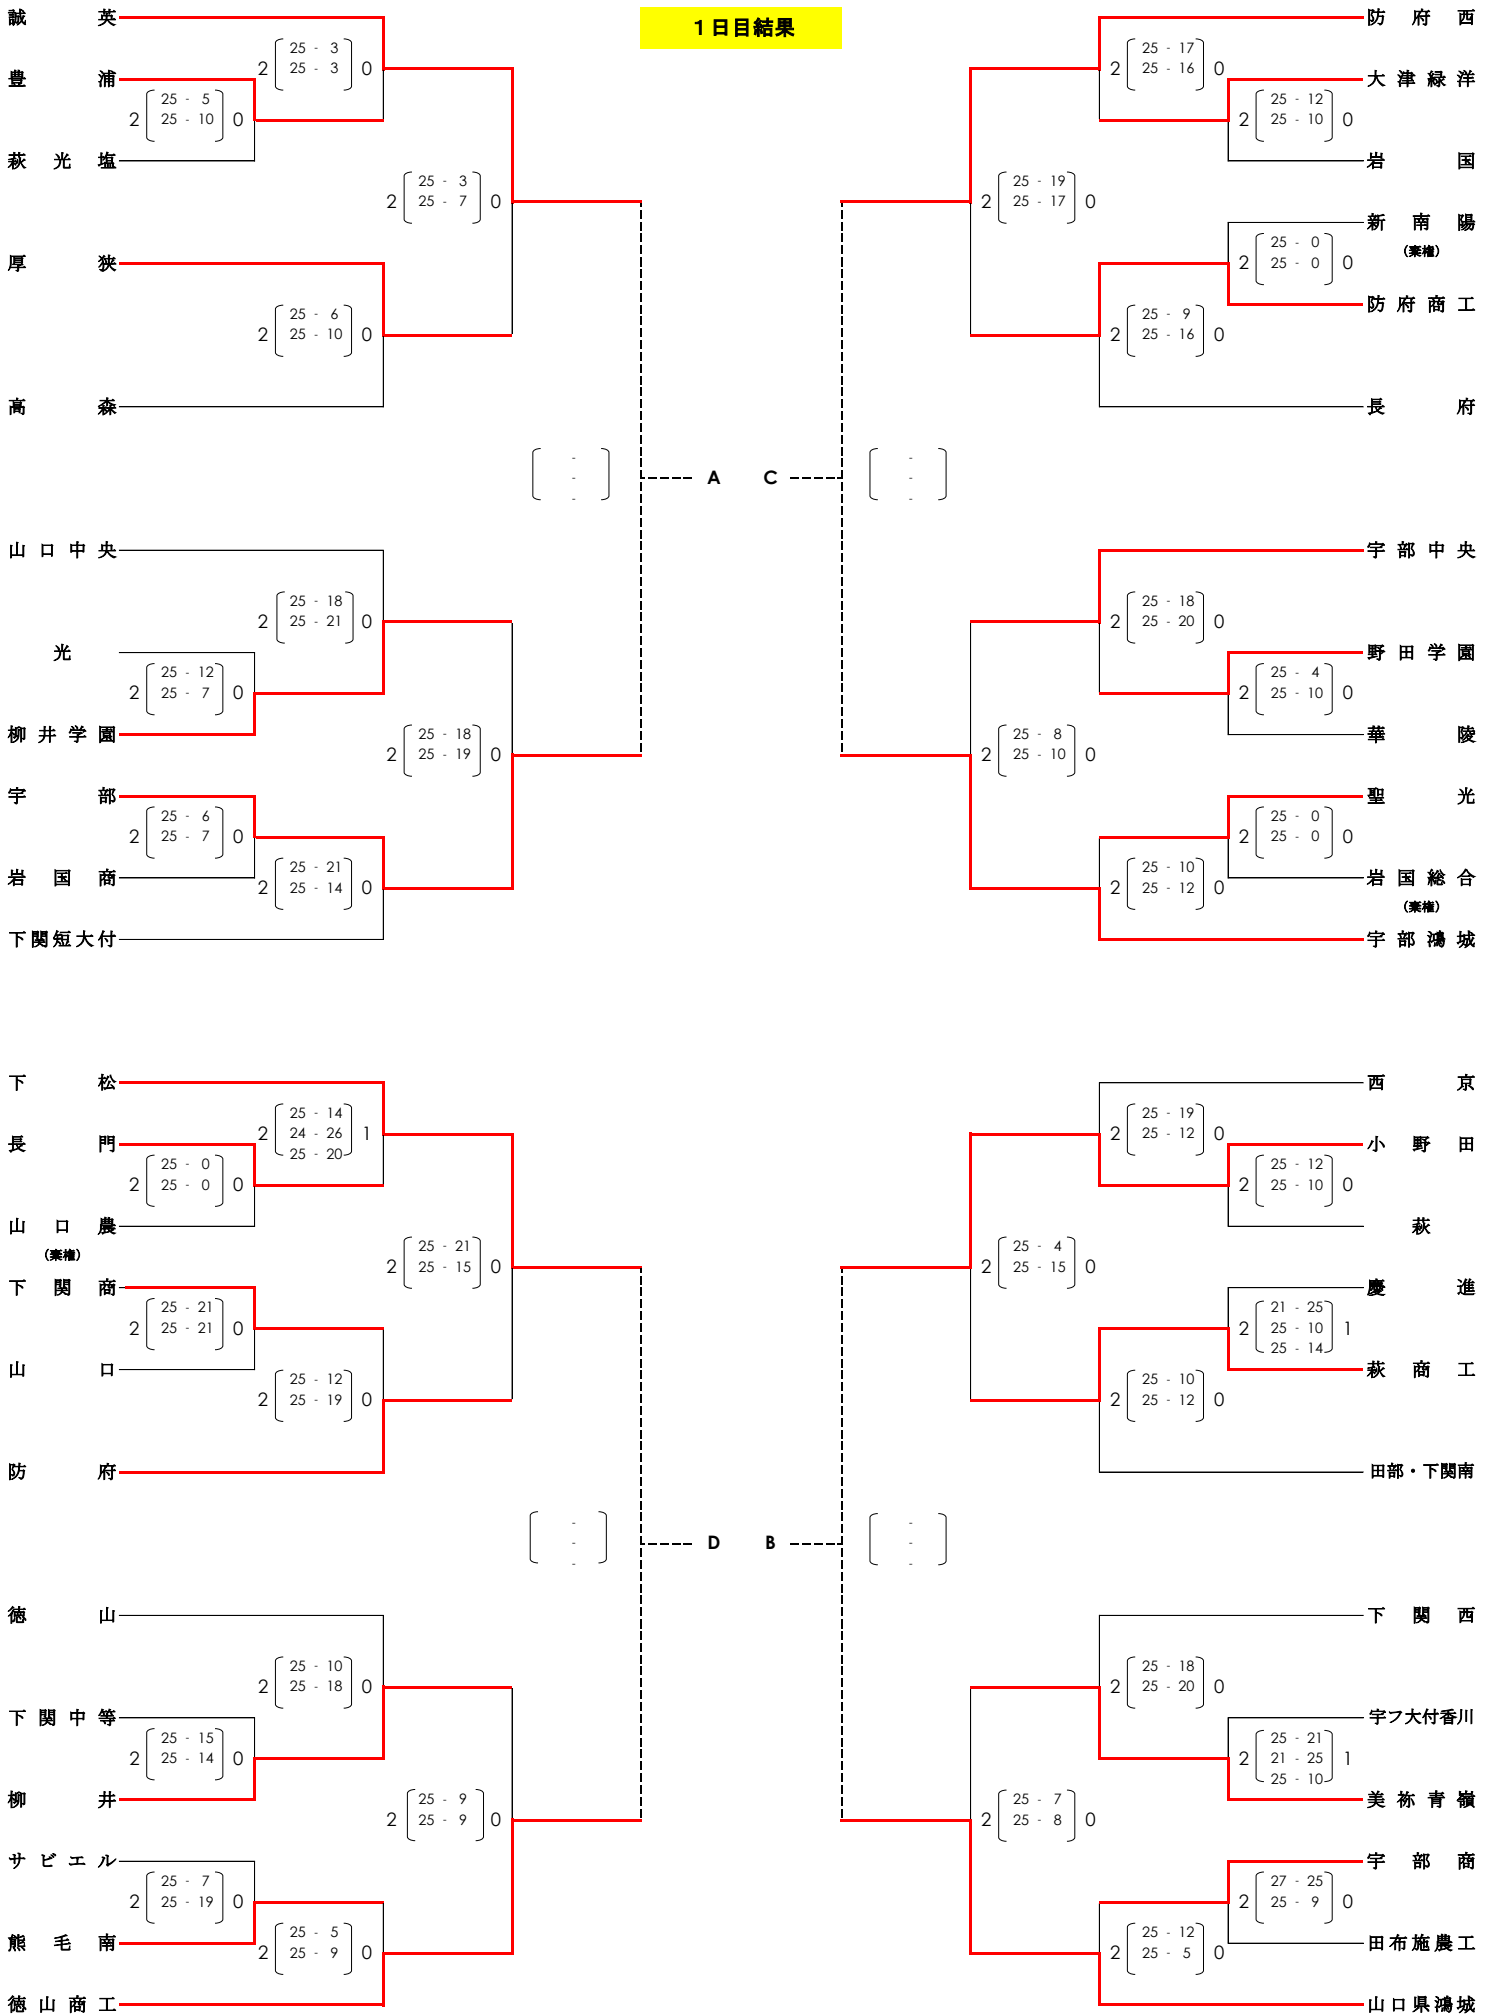 1日目結果
誠英
2 25 - 3 0
25 - 3
豊浦
2 25 - 5 0
25 - 10
萩光塩
2 25 - 3 0
25 - 7
厚狭
2 25 - 6 0
25 - 10
高森
- - -
A
山口中央
2 25 - 18 0
25 - 21
光
2 25 - 12 0
25 - 7
柳井学園
2 25 - 18 0
25 - 19
宇部
2 25 - 6 0
25 - 7
岩国商
2 25 - 21 0
25 - 14
下関短大付
防府西
2 25 - 17 0
25 - 16
大津緑洋
2 25 - 12 0
25 - 10
岩国
2 25 - 19 0
25 - 17
新南陽
(棄権)
2 25 - 0 0
25 - 0
防府商工
2 25 - 9 0
25 - 16
長府
C
- - -
宇部中央
2 25 - 18 0
25 - 20
野田学園
2 25 - 4 0
25 - 10
華陵
2 25 - 8 0
25 - 10
聖光
2 25 - 0 0
25 - 0
岩国総合
(棄権)
2 25 - 10 0
25 - 12
宇部鴻城
下松
2 25 - 14 1
24 - 26
25 - 20
長門
2 25 - 0 0
25 - 0
山口農
(棄権)
2 25 - 21 0
25 - 15
下関商
2 25 - 21 0
25 - 21
山口
2 25 - 12 0
25 - 19
防府
- - -
D
徳山
2 25 - 10 0
25 - 18
下関中等
2 25 - 15 0
25 - 14
柳井
2 25 - 9 0
25 - 9
サビエル
2 25 - 7 0
25 - 19
熊毛南
2 25 - 5 0
25 - 9
徳山商工
西京
2 25 - 19 0
25 - 12
小野田
2 25 - 12 0
25 - 10
萩
2 25 - 4 0
25 - 15
慶進
2 21 - 25 1
25 - 10
25 - 14
萩商工
2 25 - 10 0
25 - 12
田部・下関南
B
- - -
下関西
2 25 - 18 0
25 - 20
宇フ大付香川
2 25 - 21 1
21 - 25
25 - 10
美祢青嶺
2 25 - 7 0
25 - 8
宇部商
2 27 - 25 0
25 - 9
田布施農工
2 25 - 12 0
25 - 5
山口県鴻城